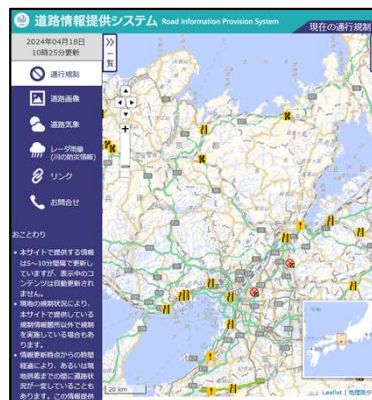 道路情報提供システム Road Information Provision System
現在の通行規制
2024年04月18日
10時25分更新
通行規制
道路画像
道路気象
レーダ雨量
(川の防災情報)
リンク
お問合せ
おことわり
• 本サイトで提供する情報
は5〜10分間隔で更新し
ていますが、表示中のコ
ンテンツは自動更新され
ません。
• 現地の規制状況により、
本サイトで提供している
規制情報箇所以外で規制
を実施している場合もあ
ります。
• 情報更新時点からの時間
経過により、あるいは現
地到着までの間に道路状
況が一変していることも
あります。この情報提供
一覧
京都
20 km
Leaflet | 地理院タ